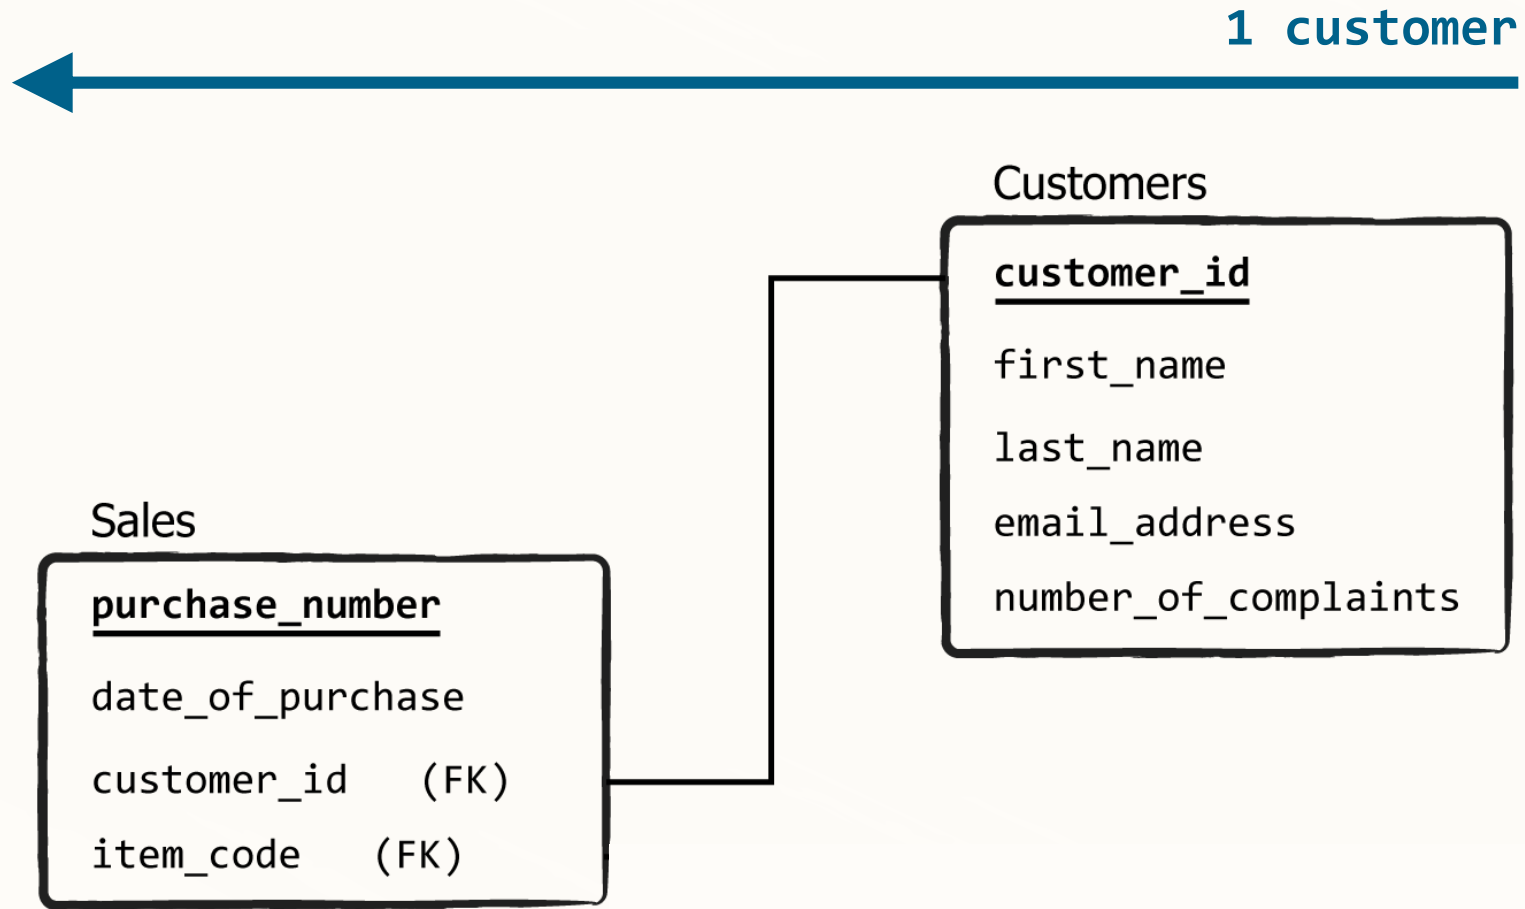 1 customer
Customers
customer_id
first_name
last_name
email_address
number_of_complaints
Sales
purchase_number
date_of_purchase
customer_id (FK)
item_code (FK)